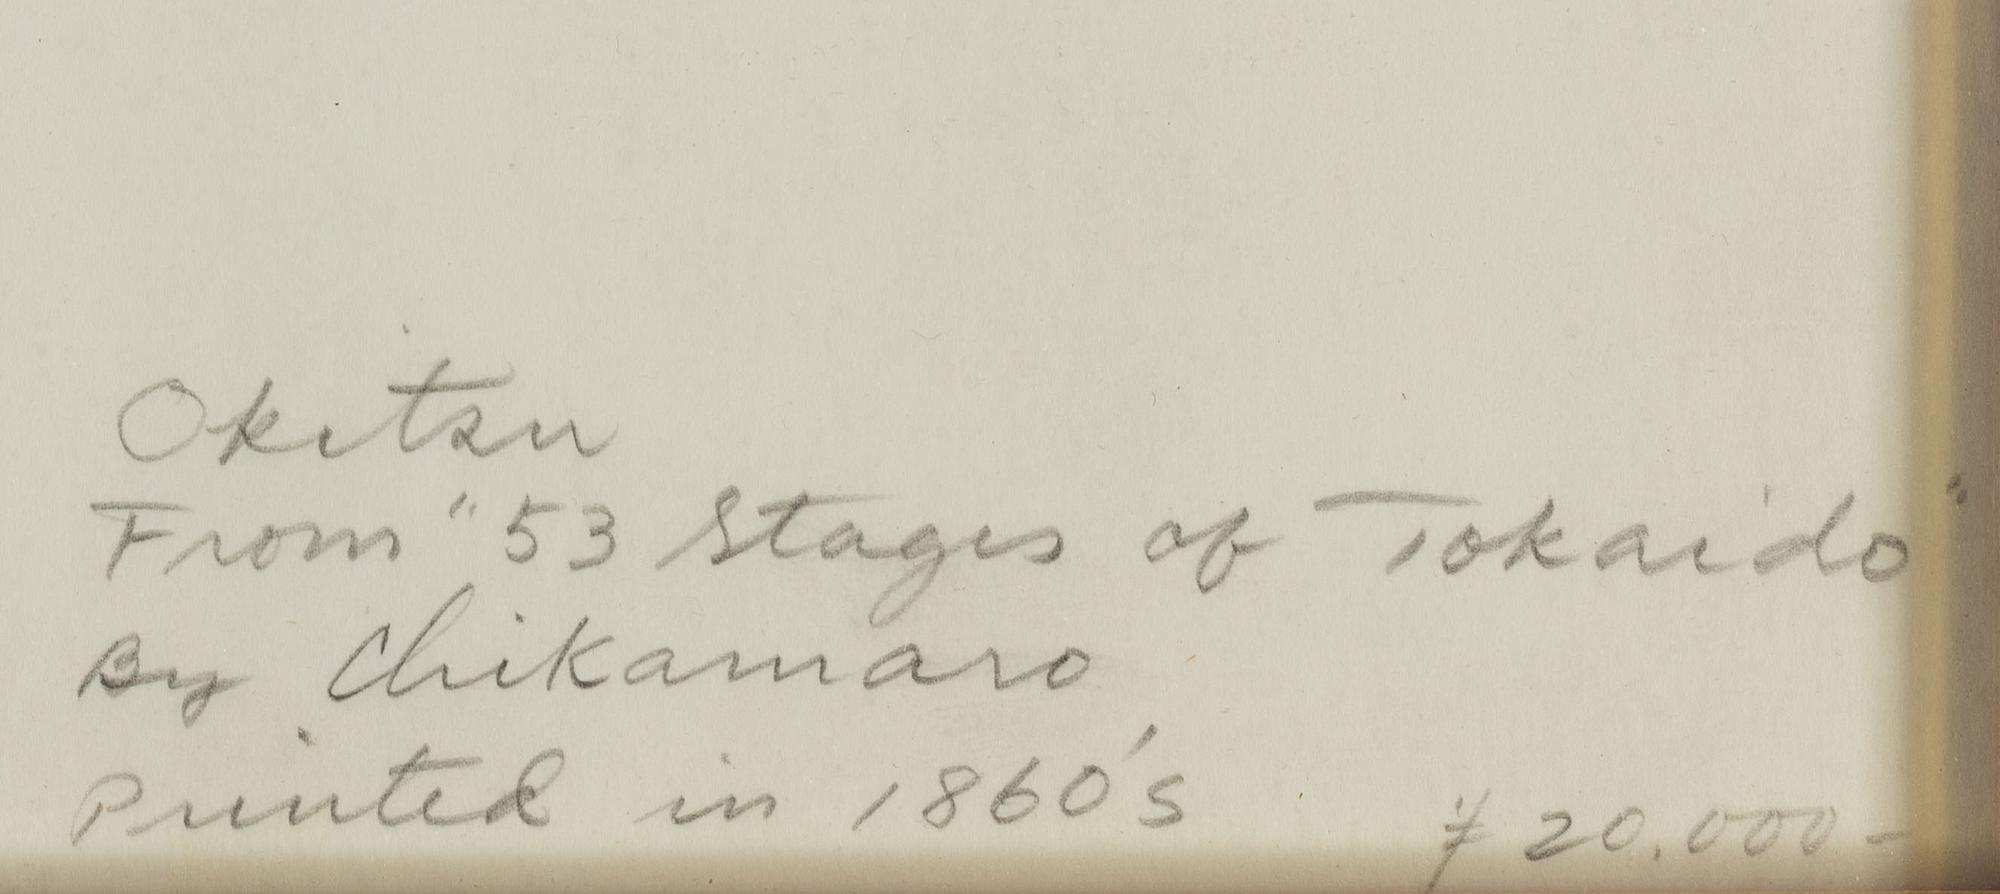 Okitsu
From "53 Stages of Tokaido"
By Chikamaro
Printed in 1860's
¥ 20.000-